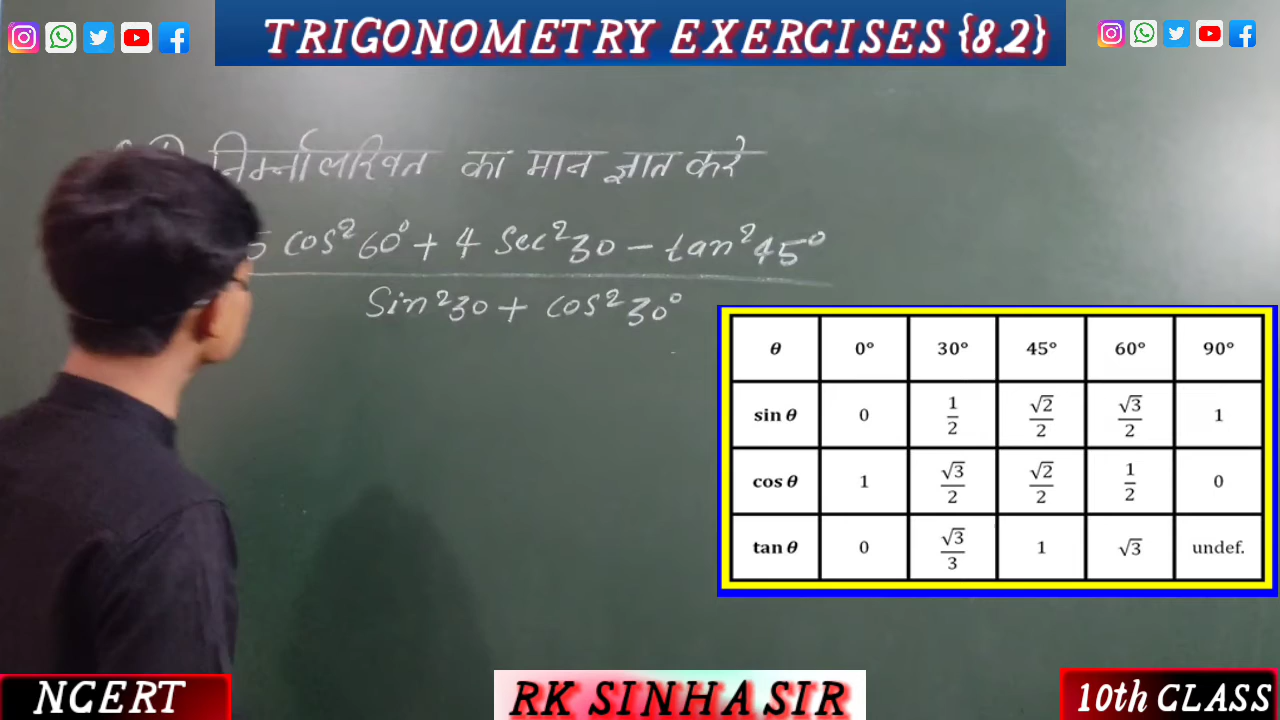 TRIGONOMETRY EXERCISES {8.2}
निम्नलिखित का मान ज्ञात करे
5 cos²60° + 4 sec²30 − tan²45°
sin²30 + cos²30°
θ 0° 30° 45° 60° 90°
sin θ 0 1/2 √2/2 √3/2 1
cos θ 1 √3/2 √2/2 1/2 0
tan θ 0 √3/3 1 √3 undef.
NCERT
RK SINHA SIR
10th CLASS